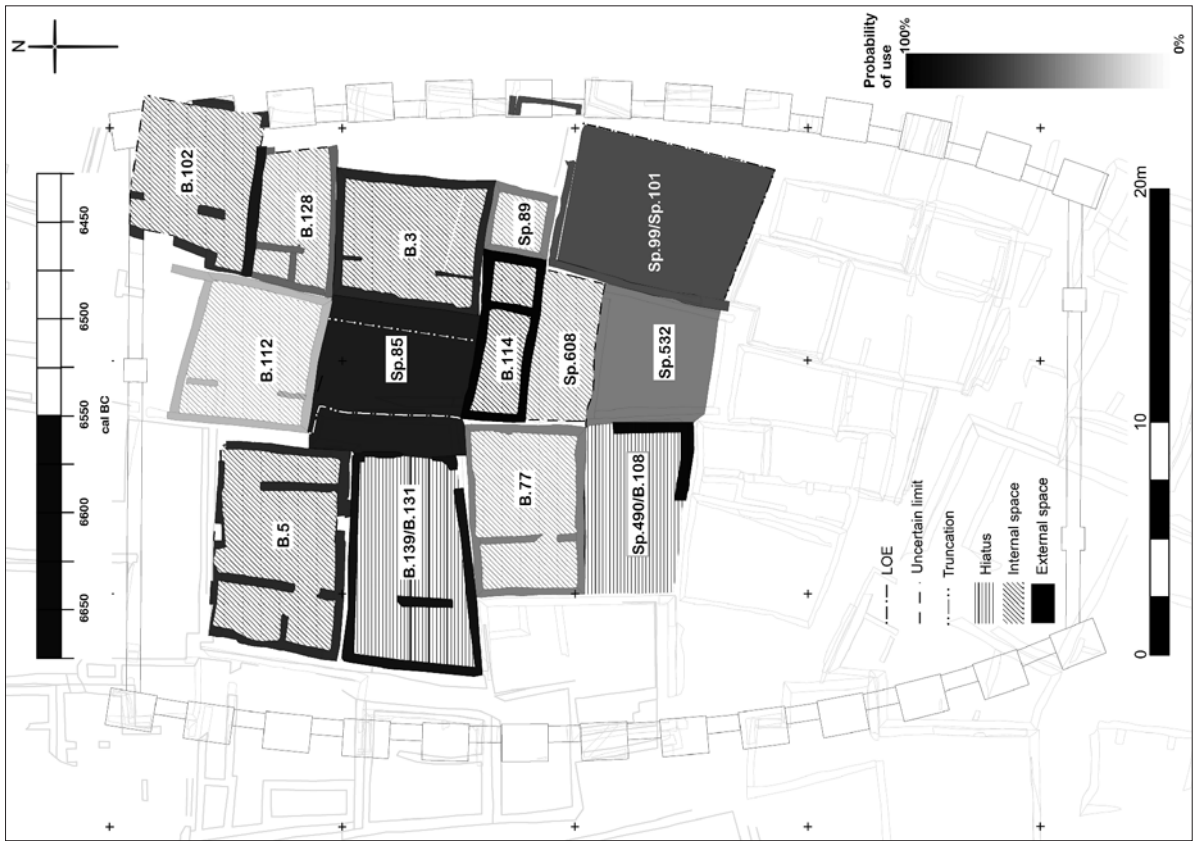 N
6450
6500
6550
6600
6650
cal BC
Probability
of use
100%
0%
B.102
B.128
B.3
Sp.89
Sp.99/Sp.101
B.112
Sp.85
B.114
Sp.608
Sp.532
B.5
B.139/B.131
B.77
Sp.490/B.108
LOE
Uncertain limit
Truncation
Hiatus
Internal space
External space
0
10
20m